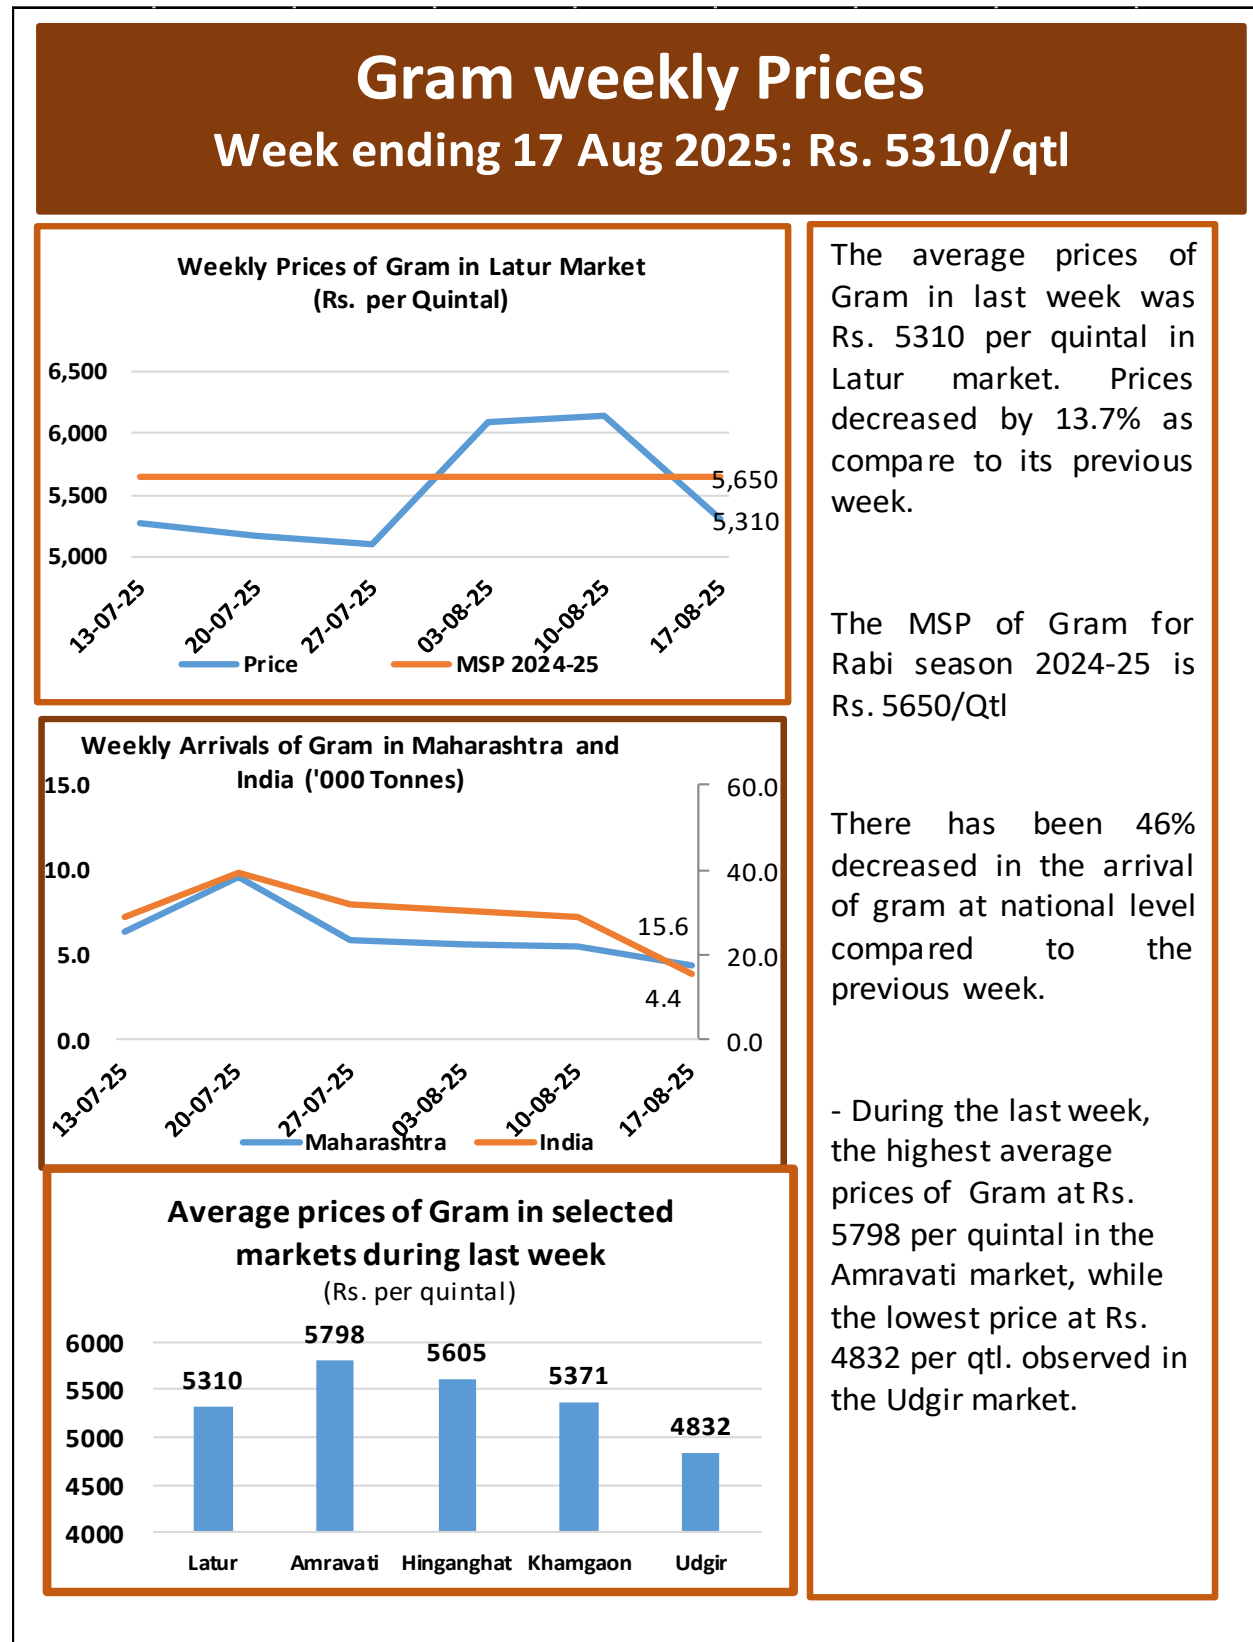 Gram weekly Prices
Week ending 17 Aug 2025: Rs. 5310/qtl
Weekly Prices of Gram in Latur Market
(Rs. per Quintal)
6,500
6,000
5,500
5,000
5,650
5,310
13-07-25
20-07-25
27-07-25
03-08-25
10-08-25
17-08-25
Price
MSP 2024-25
Weekly Arrivals of Gram in Maharashtra and
India ('000 Tonnes)
15.0
10.0
5.0
0.0
60.0
40.0
20.0
0.0
15.6
4.4
13-07-25
20-07-25
27-07-25
03-08-25
10-08-25
17-08-25
Maharashtra
India
Average prices of Gram in selected
markets during last week
(Rs. per quintal)
6000
5500
5000
4500
4000
5310
5798
5605
5371
4832
Latur
Amravati
Hinganghat
Khamgaon
Udgir
The average prices of
Gram in last week was
Rs. 5310 per quintal in
Latur market. Prices
decreased by 13.7% as
compare to its previous
week.
The MSP of Gram for
Rabi season 2024-25 is
Rs. 5650/Qtl
There has been 46%
decreased in the arrival
of gram at national level
compared to the
previous week.
- During the last week,
the highest average
prices of Gram at Rs.
5798 per quintal in the
Amravati market, while
the lowest price at Rs.
4832 per qtl. observed in
the Udgir market.